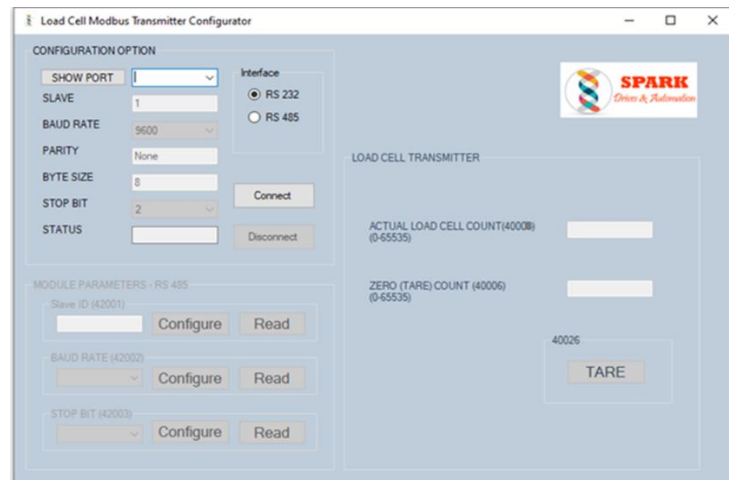 Load Cell Modbus Transmitter Configurator
CONFIGURATION OPTION
SHOW PORT
SLAVE
1
BAUD RATE
9600
PARITY
None
BYTE SIZE
8
STOP BIT
2
STATUS
Interface
RS 232
RS 485
Connect
Disconnect
SPARK
Drives & Automation
MODULE PARAMETERS - RS 485
Slave ID (42001)
Configure
Read
BAUD RATE (42002)
Configure
Read
STOP BIT (42003)
Configure
Read
LOAD CELL TRANSMITTER
ACTUAL LOAD CELL
(0-65535)
ZERO (TARE) COUNT (40006)
(0-65535)
40026
TARE